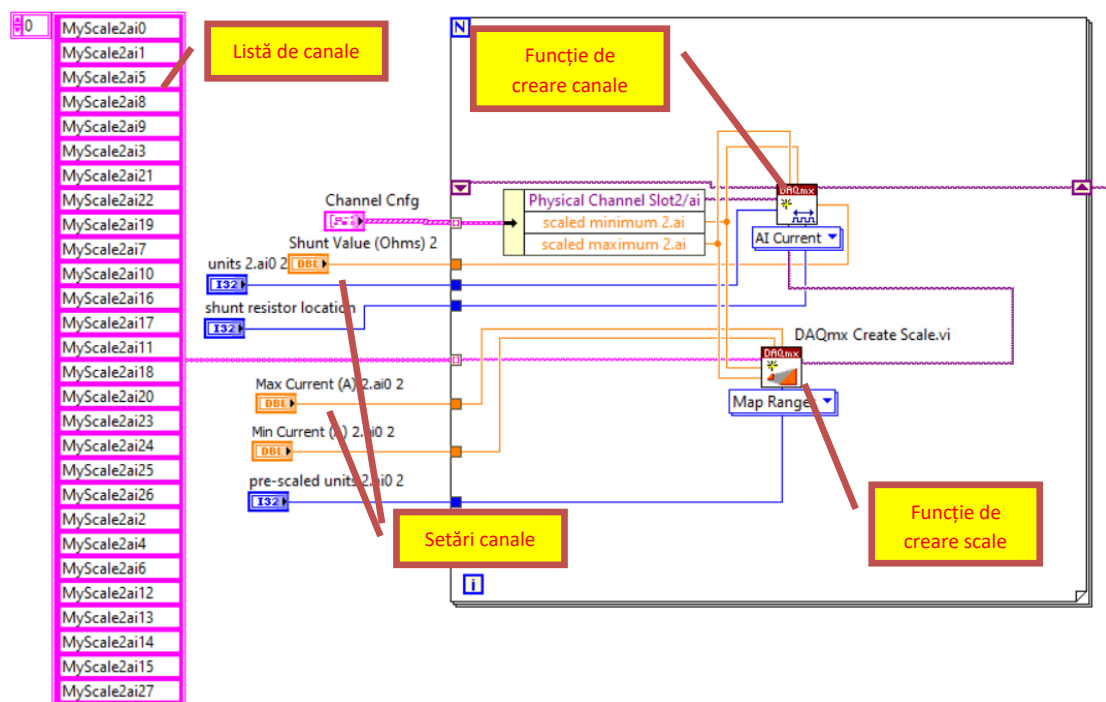 0
MyScale2ai0
MyScale2ai1
MyScale2ai5
MyScale2ai8
MyScale2ai9
MyScale2ai3
MyScale2ai21
MyScale2ai22
MyScale2ai19
MyScale2ai7
MyScale2ai10
MyScale2ai16
MyScale2ai17
MyScale2ai11
MyScale2ai18
MyScale2ai20
MyScale2ai23
MyScale2ai24
MyScale2ai25
MyScale2ai26
MyScale2ai2
MyScale2ai4
MyScale2ai6
MyScale2ai12
MyScale2ai13
MyScale2ai14
MyScale2ai15
MyScale2ai27
Listă de canale
N
Funcție de
creare canale
Channel Cnfg
Physical Channel Slot2/ai
scaled minimum 2.ai
scaled maximum 2.ai
DAQmx
AI Current
Shunt Value (Ohms) 2
DBL
units 2.ai0 2
I32
shunt resistor location
I32
DAQmx Create Scale.vi
DAQmx
Map Ranges
Max Current (A) 2.ai0 2
DBL
Min Current (A) 2.ai0 2
DBL
pre-scaled units 2.ai0 2
I32
Setări canale
Funcție de
creare scale
i